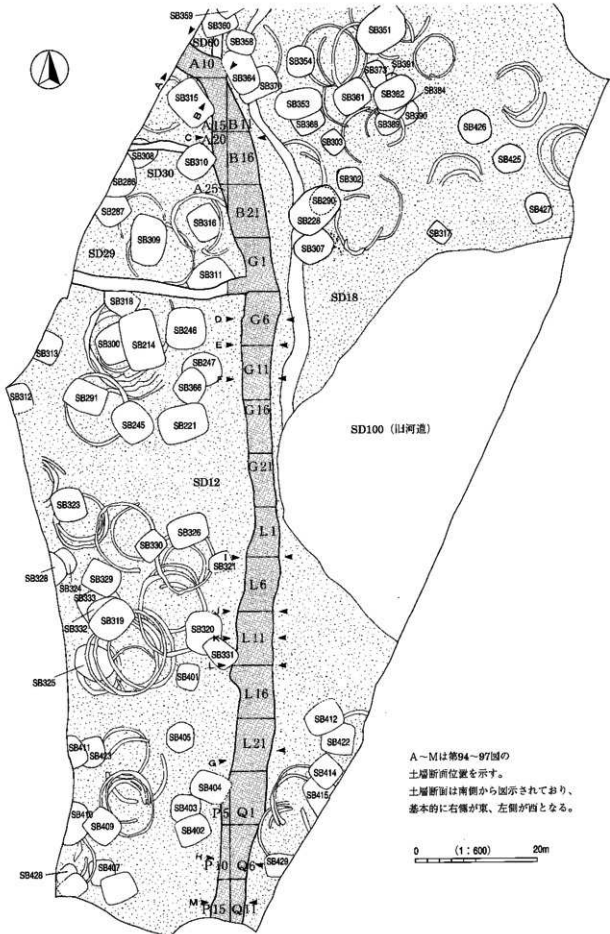 SB359
SB360
SB358
SD60
SB351
SB354
A10
SB364
SB373
SB391
A
SB370
SB315
SB353
SB361
SB362
SB384
B
A15
B11
SB368
SB389
SB396
SB426
C
A20
SB303
SB308
SB310
B16
SB425
SD30
SB286
A25
SB302
SB287
SB290
SB427
SB316
B21
SB228
SB309
SB317
SD29
SB307
SB311
G1
SD18
SB318
D
G6
SB246
SB300
SB214
E
SB313
SB247
G11
F
SB312
SB366
SB291
G16
SB245
SB221
SD100 (旧河道)
G21
SD12
SB323
L1
SB326
SB330
I
SB321
SB328
SB324
SB329
L6
SB333
J
SB332
SB319
SB320
K
L11
SB331
SB325
L
SB401
L16
SB412
SB405
SB422
SB411
SB423
L21
G
SB414
SB404
SB415
SB410
SB403
P5
Q1
SB409
SB402
H
SB407
P10
Q6
SB429
SB428
M
P15
Q11
A~Mは第94~97図の
土層断面位置を示す。
土層断面は南側から図示されており、
基本的に右側が東、左側が西となる。
0 (1:600) 20m